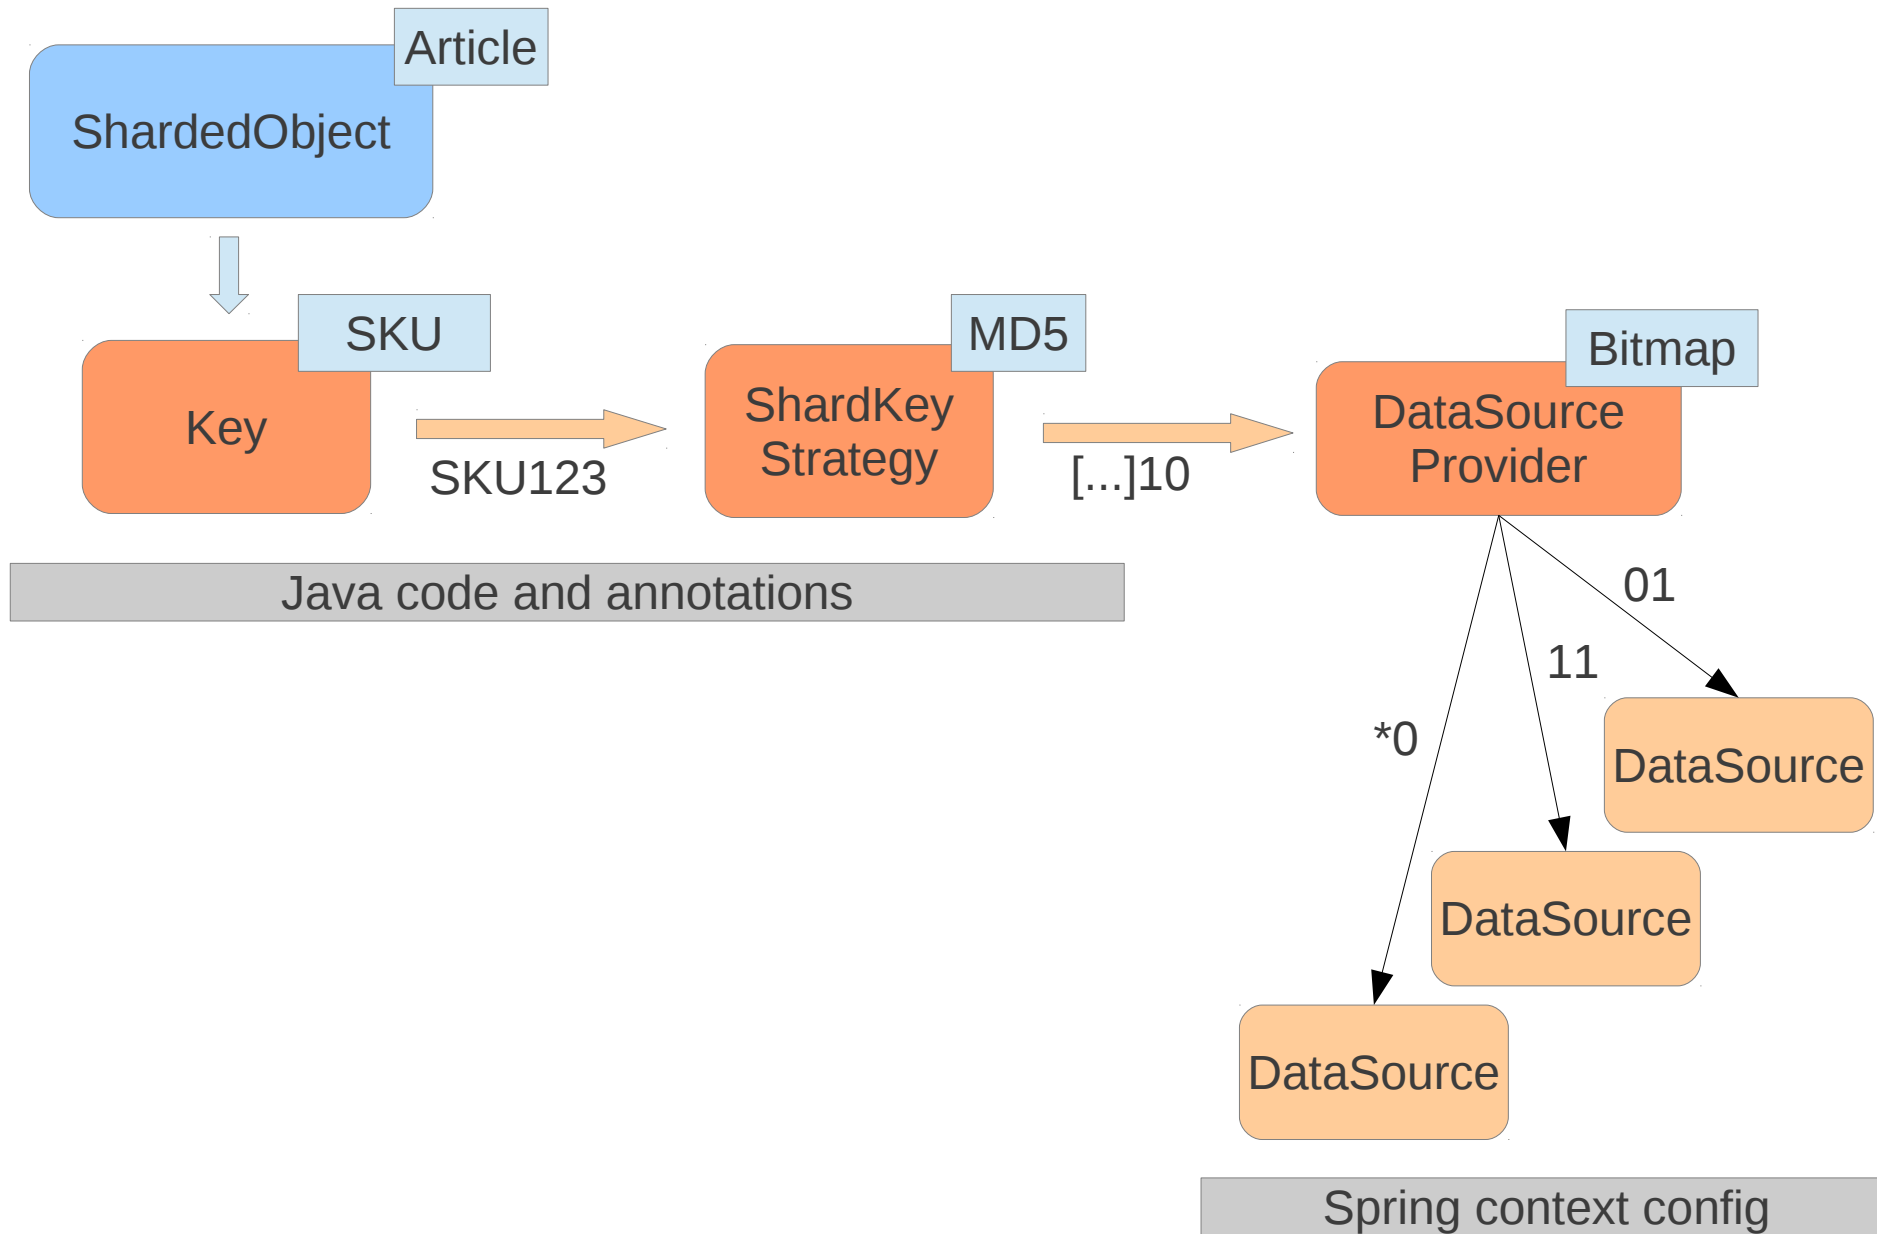 Article
ShardedObject
SKU
MD5
Bitmap
Key
ShardKey
Strategy
DataSource
Provider
SKU123
[...]10
Java code and annotations
01
11
*0
DataSource
DataSource
DataSource
Spring context config